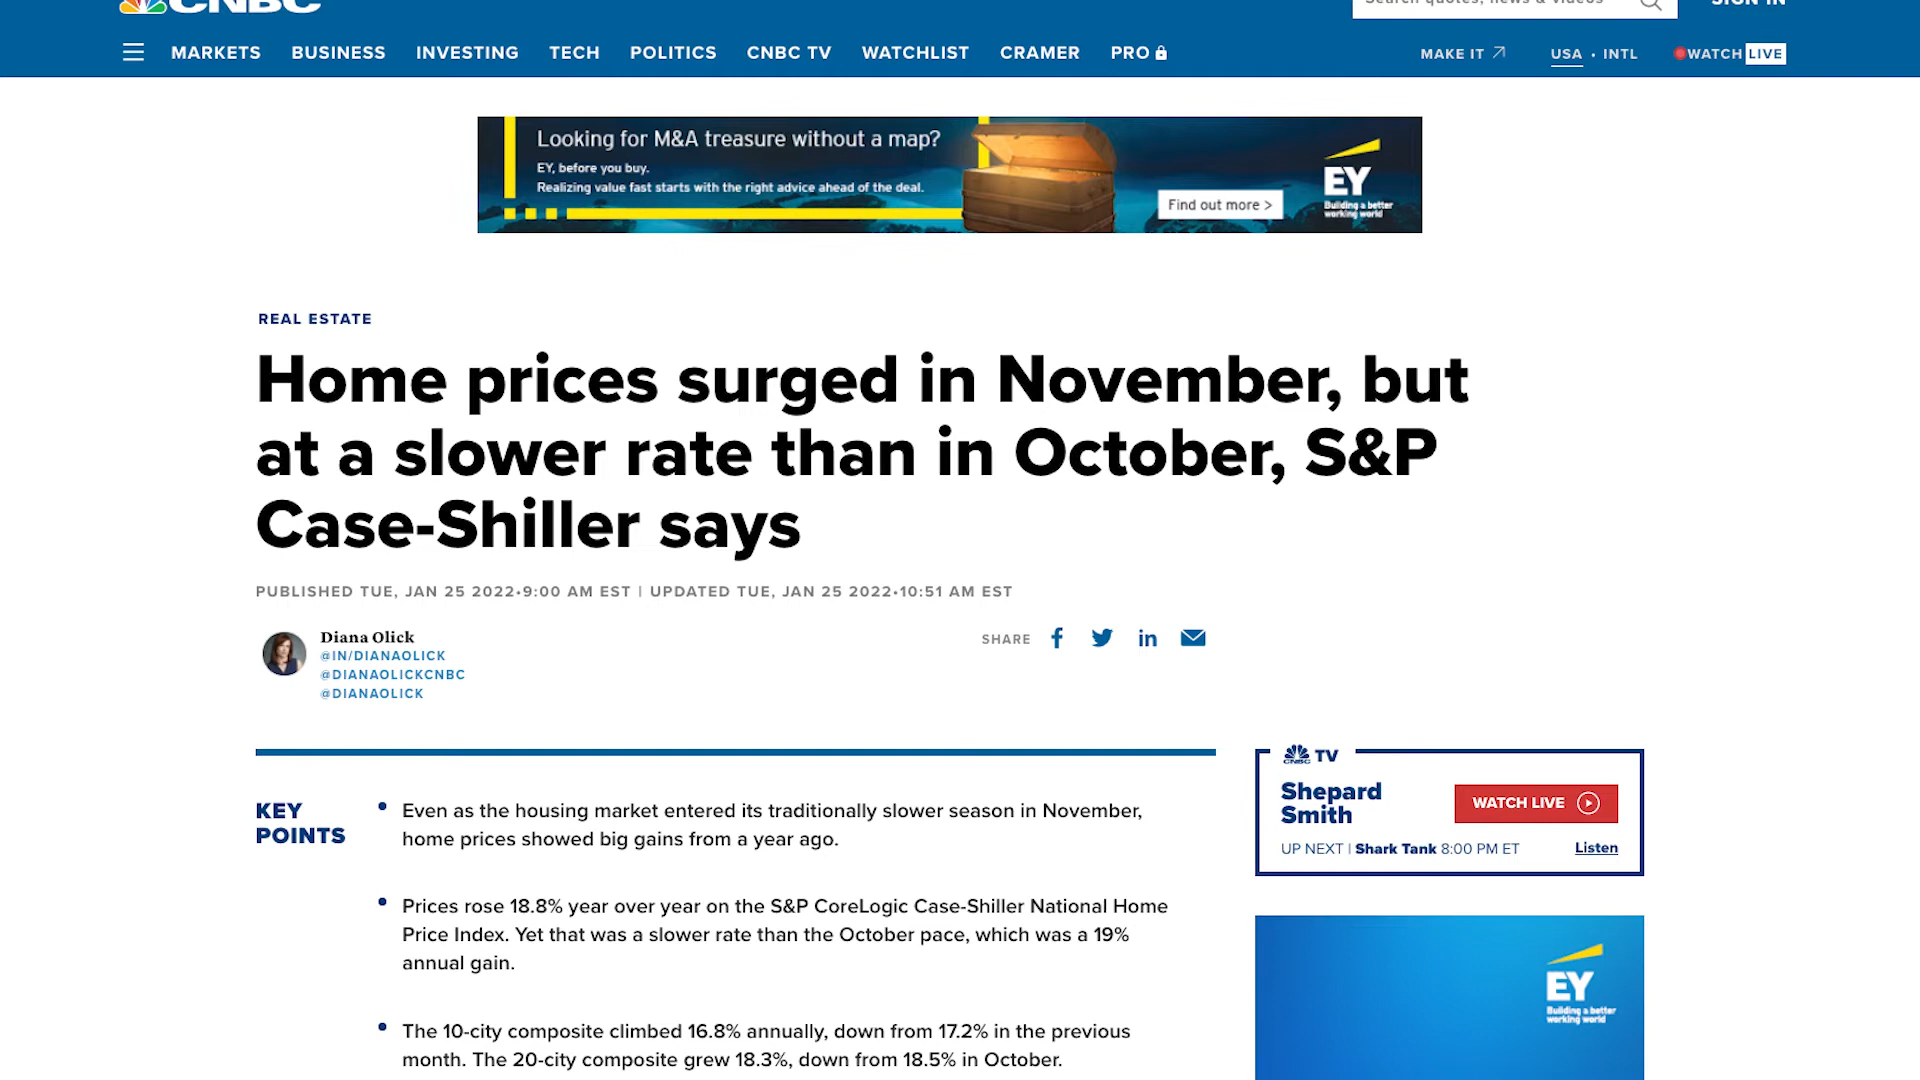 CNBC
Search quotes, news & videos
SIGN IN
MARKETS BUSINESS INVESTING TECH POLITICS CNBC TV WATCHLIST CRAMER PRO
MAKE IT USA • INTL WATCH LIVE
Looking for M&A treasure without a map?
EY, before you buy.
Realizing value fast starts with the right advice ahead of the deal.
Find out more >
EY
Building a better
working world
REAL ESTATE
Home prices surged in November, but
at a slower rate than in October, S&P
Case-Shiller says
PUBLISHED TUE, JAN 25 2022•9:00 AM EST | UPDATED TUE, JAN 25 2022•10:51 AM EST
Diana Olick
@IN/DIANAOLICK
@DIANAOLICKCNBC
@DIANAOLICK
SHARE
KEY
POINTS
• Even as the housing market entered its traditionally slower season in November,
home prices showed big gains from a year ago.
• Prices rose 18.8% year over year on the S&P CoreLogic Case-Shiller National Home
Price Index. Yet that was a slower rate than the October pace, which was a 19%
annual gain.
• The 10-city composite climbed 16.8% annually, down from 17.2% in the previous
month. The 20-city composite grew 18.3%, down from 18.5% in October.
CNBC TV
Shepard
Smith
WATCH LIVE
UP NEXT | Shark Tank 8:00 PM ET
Listen
EY
Building a better
working world